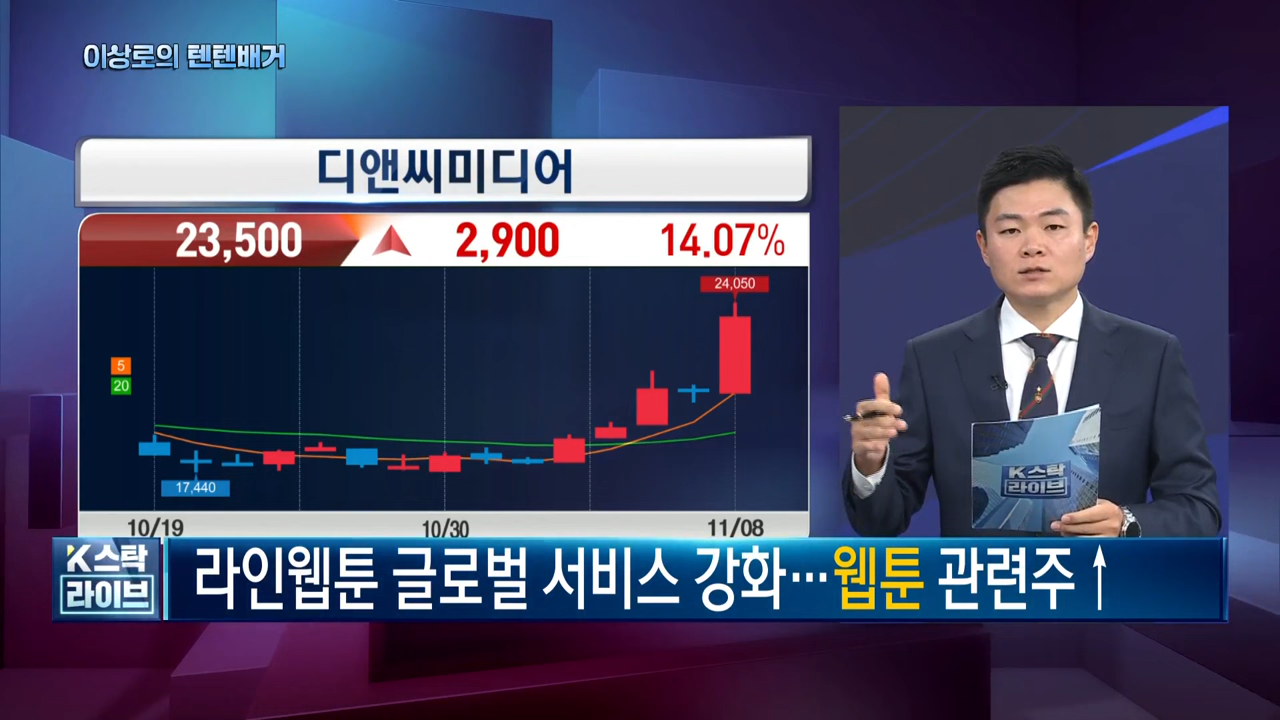 이상로의 텐텐배거
디앤씨미디어
23,500 2,900 14.07%
24,050
5
20
17,440
10/19 10/30 11/08
K스탁
라이브
라인웹툰 글로벌 서비스 강화…웹툰 관련주↑
K스탁
라이브